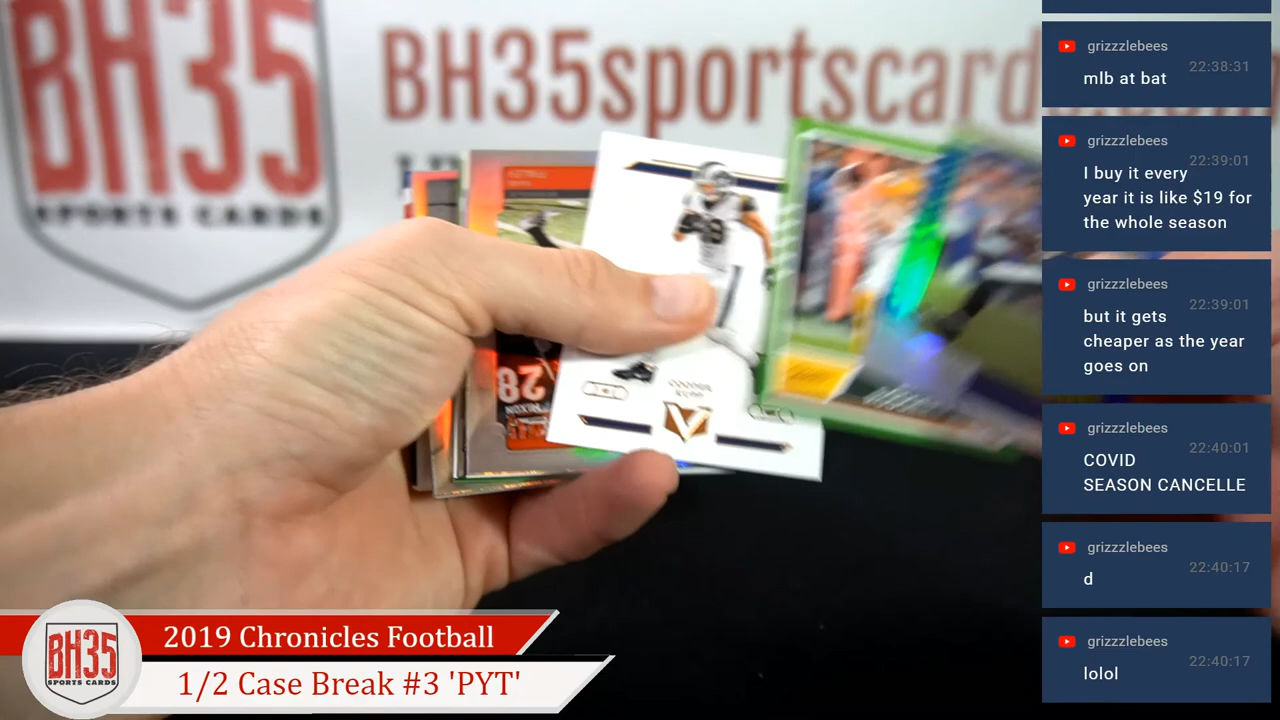 BH35
SPORTS CARDS
BH35sportscard
28
V
2019 Chronicles Football
1/2 Case Break #3 'PYT'
BH35
SPORTS CARDS
grizzzlebees
22:38:31
mlb at bat
grizzzlebees
22:39:01
I buy it every
year it is like $19 for
the whole season
grizzzlebees
22:39:01
but it gets
cheaper as the year
goes on
grizzzlebees
22:40:01
COVID
SEASON CANCELLE
grizzzlebees
22:40:17
d
grizzzlebees
22:40:17
lolol